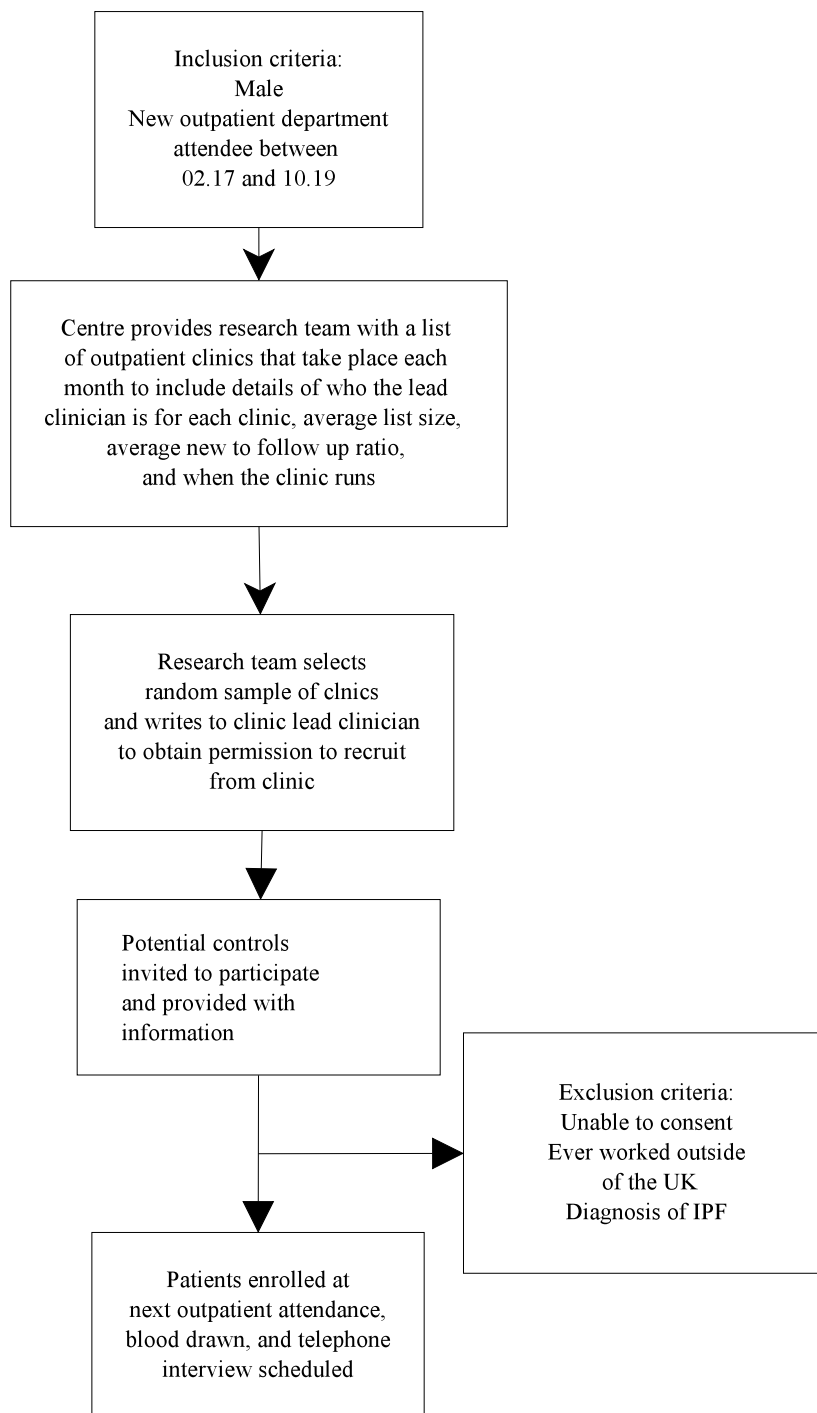 Inclusion criteria:
Male
New outpatient department
attendee between
02.17 and 10.19
Centre provides research team with a list
of outpatient clinics that take place each
month to include details of who the lead
clinician is for each clinic, average list size,
average new to follow up ratio,
and when the clinic runs
Research team selects
random sample of clnics
and writes to clinic lead clinician
to obtain permission to recruit
from clinic
Potential controls
invited to participate
and provided with
information
Exclusion criteria:
Unable to consent
Ever worked outside
of the UK
Diagnosis of IPF
Patients enrolled at
next outpatient attendance,
blood drawn, and telephone
interview scheduled